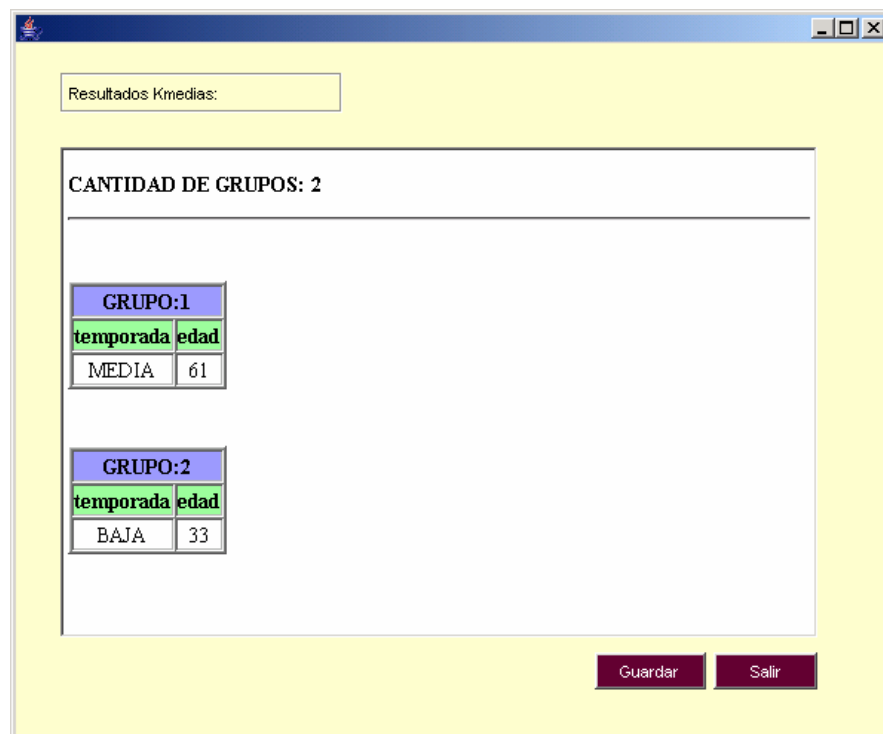 Resultados Kmedias:
CANTIDAD DE GRUPOS: 2
GRUPO:1
temporada edad
MEDIA 61
GRUPO:2
temporada edad
BAJA 33
Guardar Salir